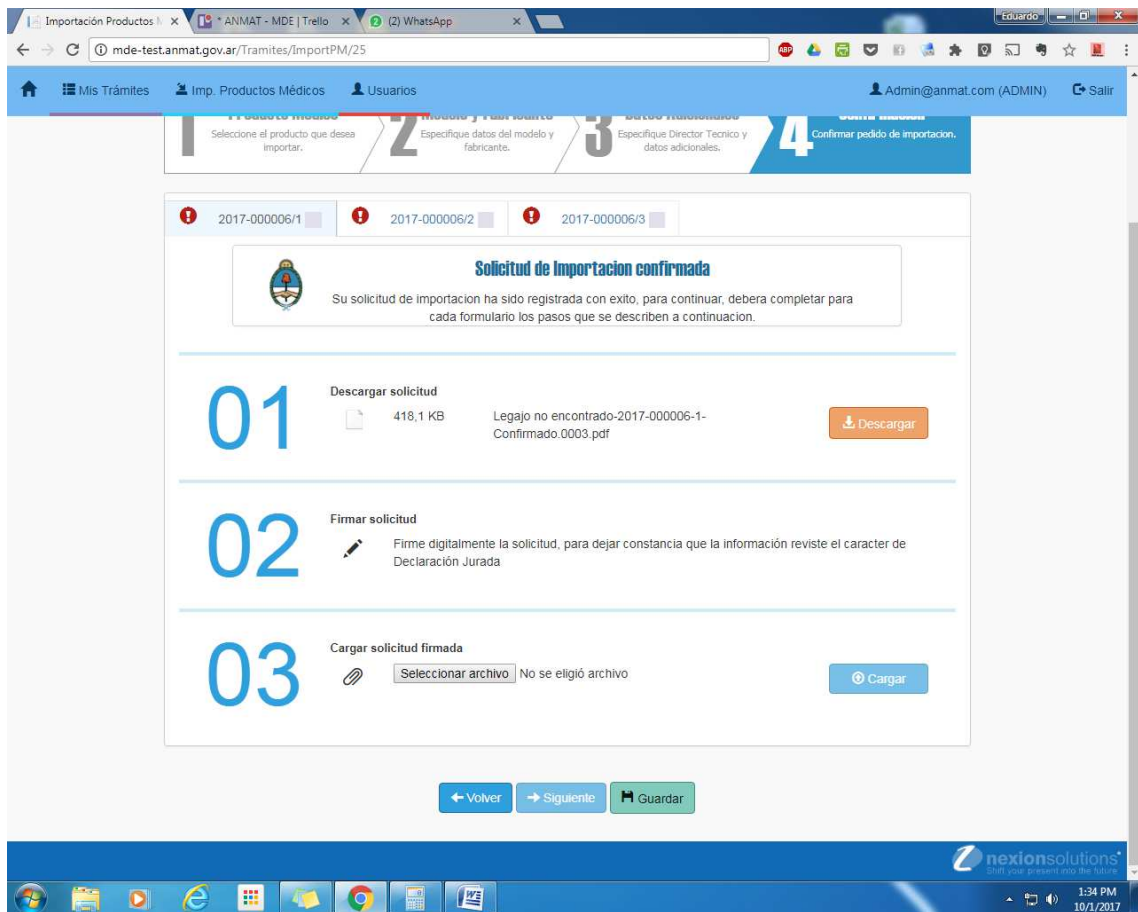 Eduardo
Importación Productos M
* ANMAT - MDE | Trello
(2) WhatsApp
mde-test.anmat.gov.ar/Tramites/ImportPM/25
Mis Trámites
Imp. Productos Médicos
Usuarios
Admin@anmat.com (ADMIN)
Salir
1
Seleccione el producto que desea
importar.
2
Especifique datos del modelo y
fabricante.
3
Especifique Director Tecnico y
datos adicionales.
4
Confirmar pedido de importacion.
2017-000006/1
2017-000006/2
2017-000006/3
Solicitud de Importacion confirmada
Su solicitud de importacion ha sido registrada con exito, para continuar, debera completar para
cada formulario los pasos que se describen a continuacion.
01
Descargar solicitud
418,1 KB
Legajo no encontrado-2017-000006-1-
Confirmado.0003.pdf
Descargar
02
Firmar solicitud
Firme digitalmente la solicitud, para dejar constancia que la información reviste el caracter de
Declaración Jurada
03
Cargar solicitud firmada
Seleccionar archivo No se eligió archivo
Cargar
Volver
Siguiente
Guardar
nexionsolutions
Shift your present into the future
1:34 PM
10/1/2017